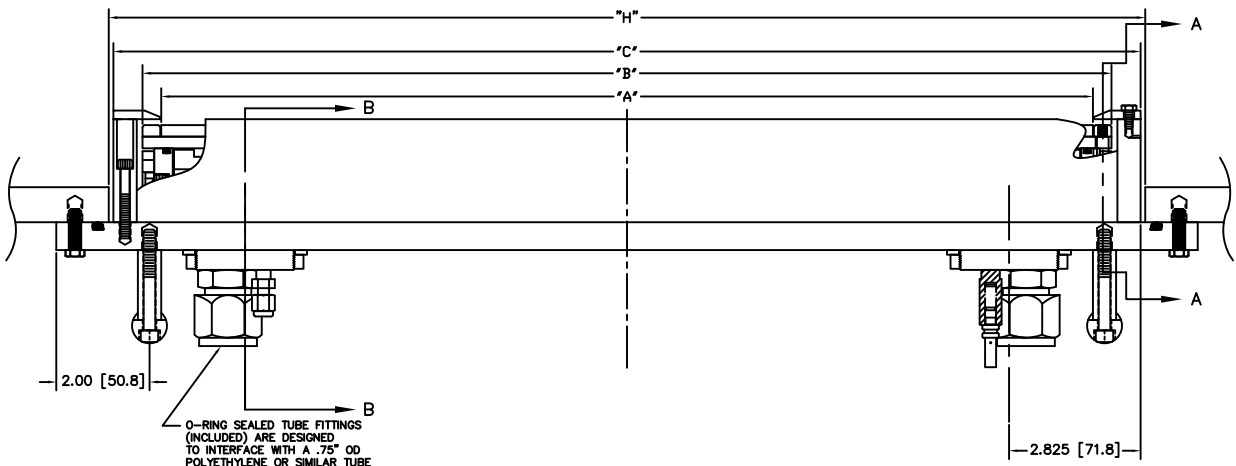 "H"
A
"C"
"B"
"A"
B
A
2.00 [50.8]
B
O-RING SEALED TUBE FITTINGS
(INCLUDED) ARE DESIGNED
TO INTERFACE WITH A .75" OD
POLYETHYLENE OR SIMILAR TUBE
2.825 [71.8]